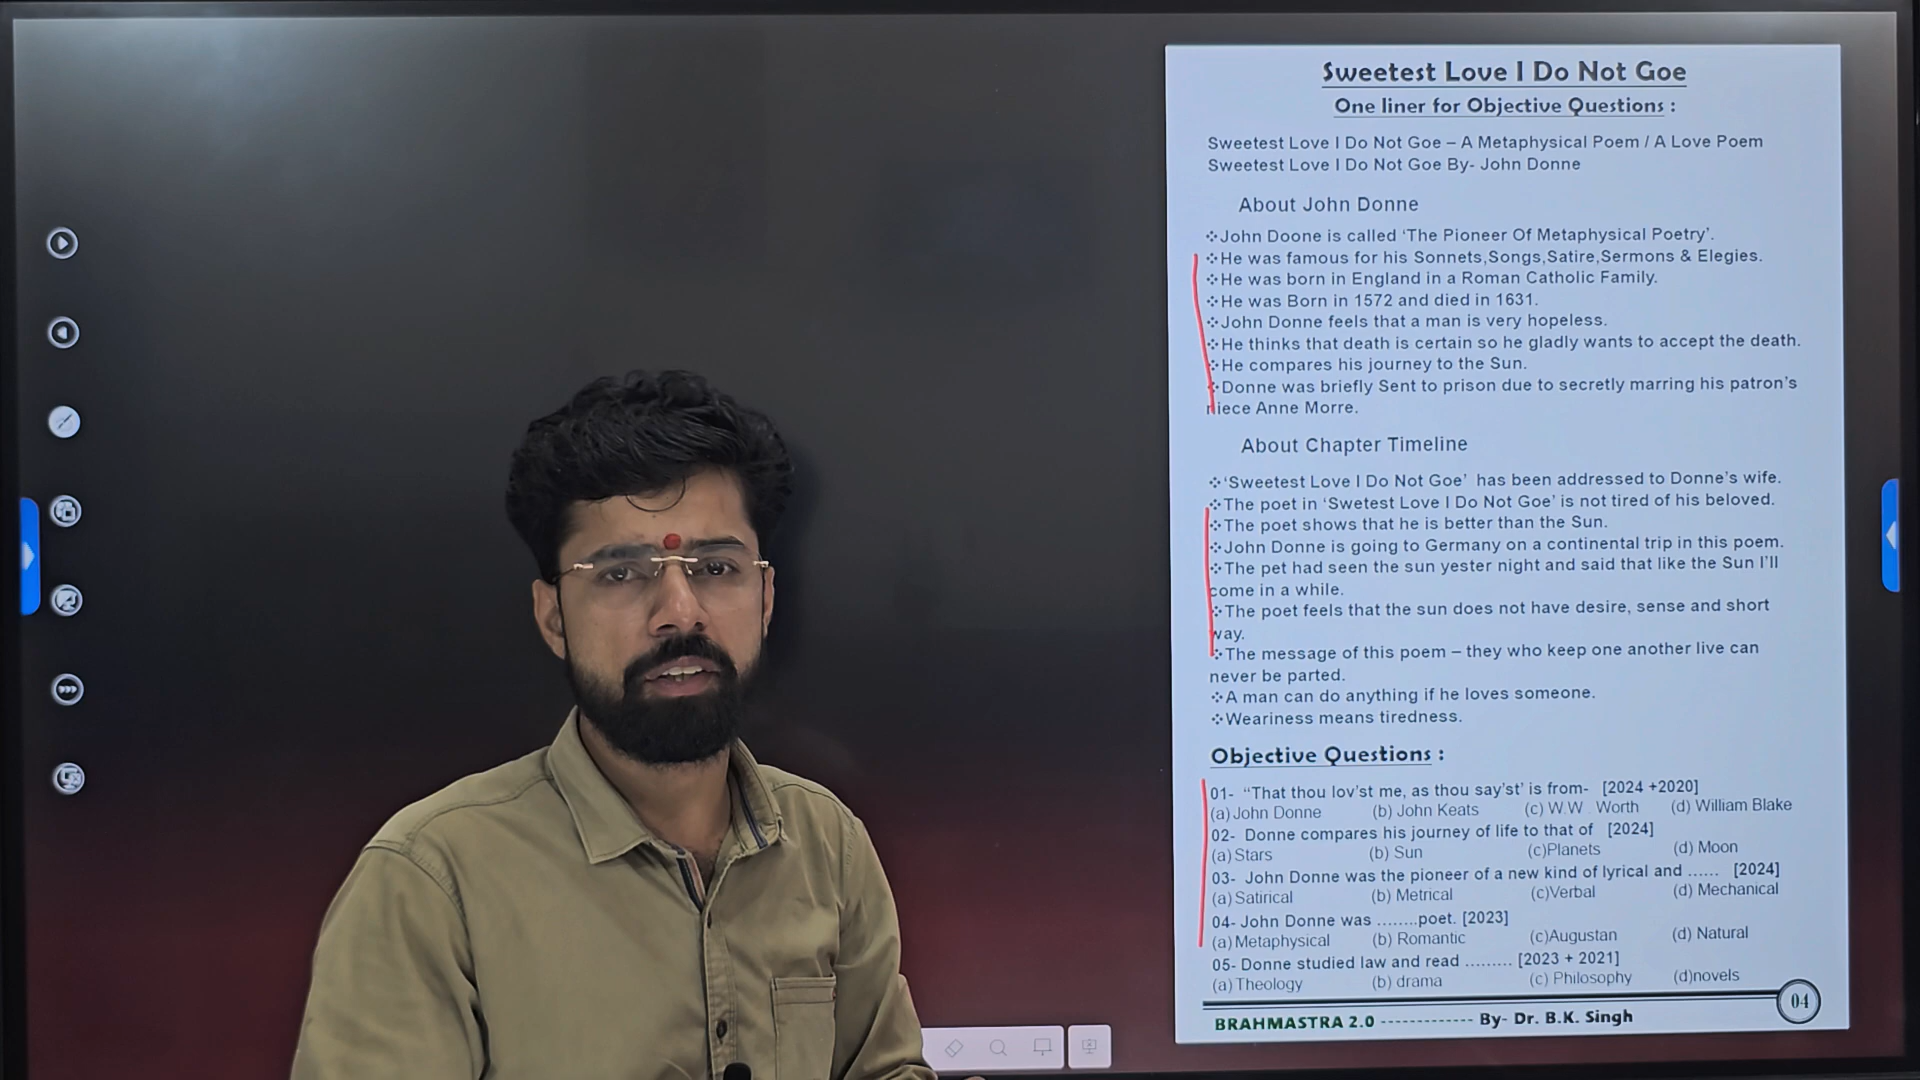 Sweetest Love I Do Not Goe
One liner for Objective Questions :
Sweetest Love I Do Not Goe – A Metaphysical Poem / A Love Poem
Sweetest Love I Do Not Goe By- John Donne
About John Donne
❖John Doone is called ‘The Pioneer Of Metaphysical Poetry’.
❖He was famous for his Sonnets,Songs,Satire,Sermons & Elegies.
❖He was born in England in a Roman Catholic Family.
❖He was Born in 1572 and died in 1631.
❖John Donne feels that a man is very hopeless.
❖He thinks that death is certain so he gladly wants to accept the death.
❖He compares his journey to the Sun.
❖Donne was briefly Sent to prison due to secretly marring his patron’s
niece Anne Morre.
About Chapter Timeline
❖‘Sweetest Love I Do Not Goe’ has been addressed to Donne’s wife.
❖The poet in ‘Swetest Love I Do Not Goe’ is not tired of his beloved.
❖The poet shows that he is better than the Sun.
❖John Donne is going to Germany on a continental trip in this poem.
❖The pet had seen the sun yester night and said that like the Sun I’ll
come in a while.
❖The poet feels that the sun does not have desire, sense and short
way.
❖The message of this poem – they who keep one another live can
never be parted.
❖A man can do anything if he loves someone.
❖Weariness means tiredness.
Objective Questions :
01- “That thou lov’st me, as thou say’st’ is from- [2024 +2020]
(a) John Donne (b) John Keats (c) W.W . Worth (d) William Blake
02- Donne compares his journey of life to that of [2024]
(a) Stars (b) Sun (c)Planets (d) Moon
03- John Donne was the pioneer of a new kind of lyrical and ...... [2024]
(a) Satirical (b) Metrical (c)Verbal (d) Mechanical
04- John Donne was ........poet. [2023]
(a) Metaphysical (b) Romantic (c)Augustan (d) Natural
05- Donne studied law and read ......... [2023 + 2021]
(a) Theology (b) drama (c) Philosophy (d)novels
04
BRAHMASTRA 2.0 ------------- By- Dr. B.K. Singh